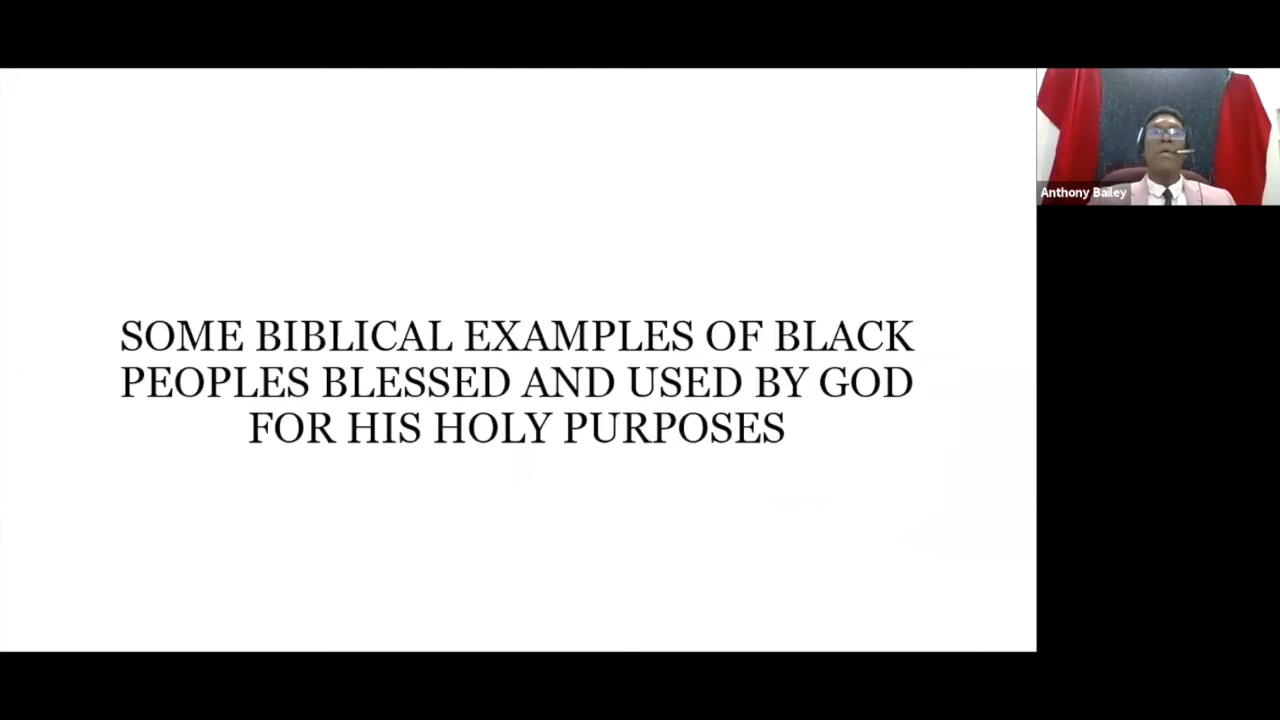 SOME BIBLICAL EXAMPLES OF BLACK
PEOPLES BLESSED AND USED BY GOD
FOR HIS HOLY PURPOSES
Anthony Bailey